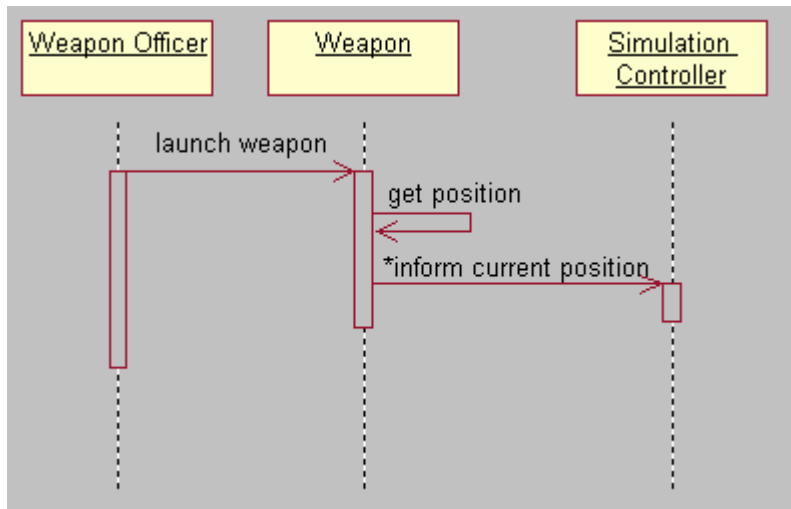 Weapon Officer
Weapon
Simulation
Controller
launch weapon
get position
*inform current position